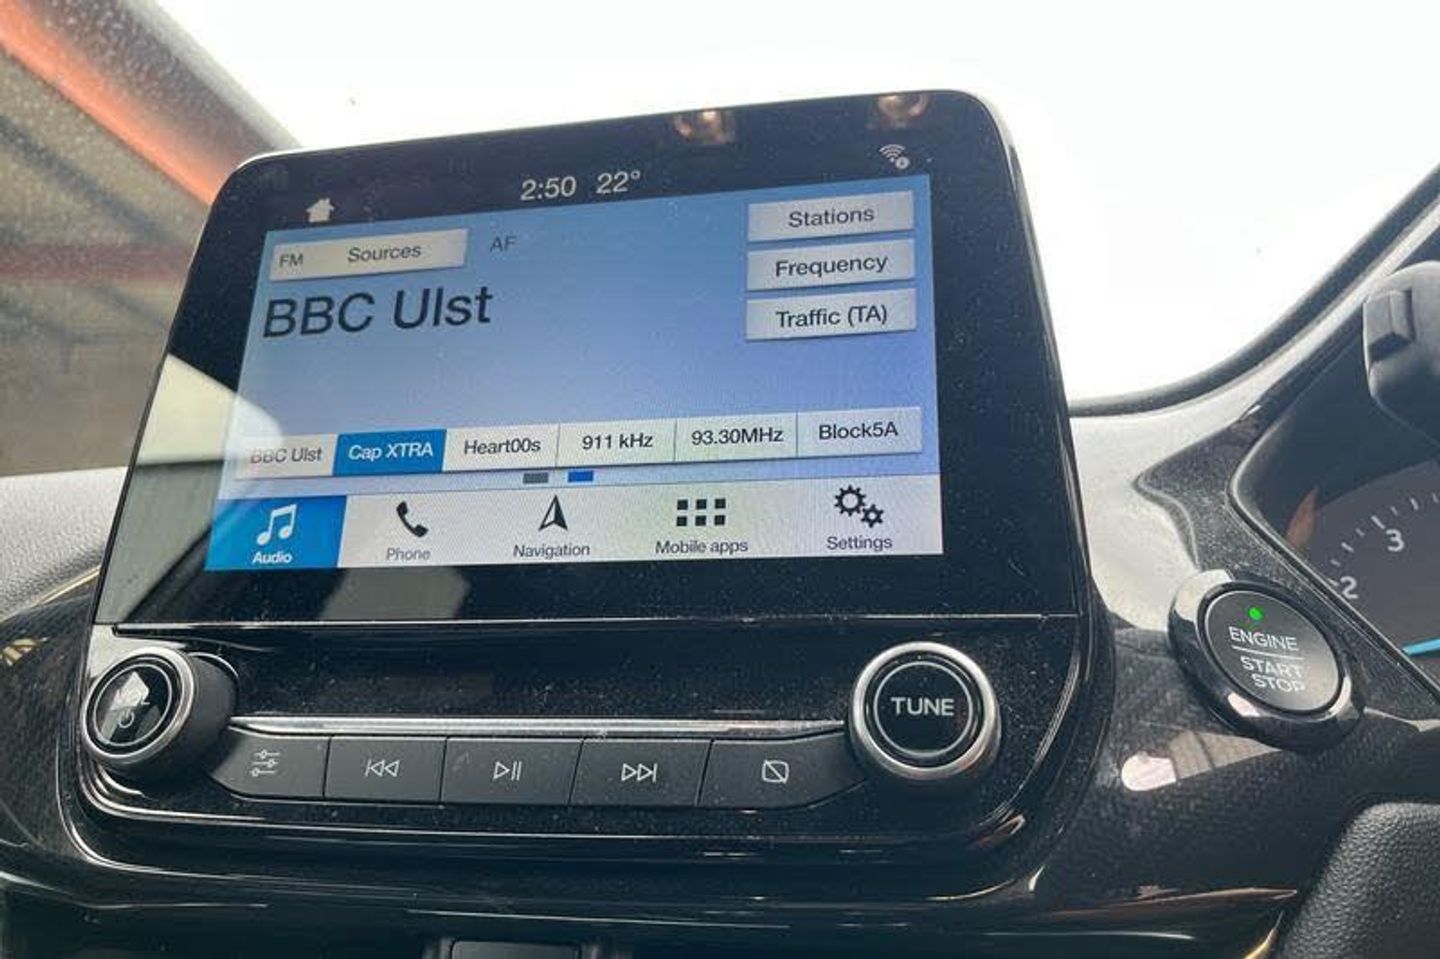 2:50 22°
FM Sources AF
Stations
BBC Ulst
Frequency
Traffic (TA)
BBC Ulst Cap XTRA Heart00s 911 kHz 93.30MHz Block5A
Audio Phone Navigation Mobile apps Settings
VOL
TUNE
ENGINE
START
STOP
2 3